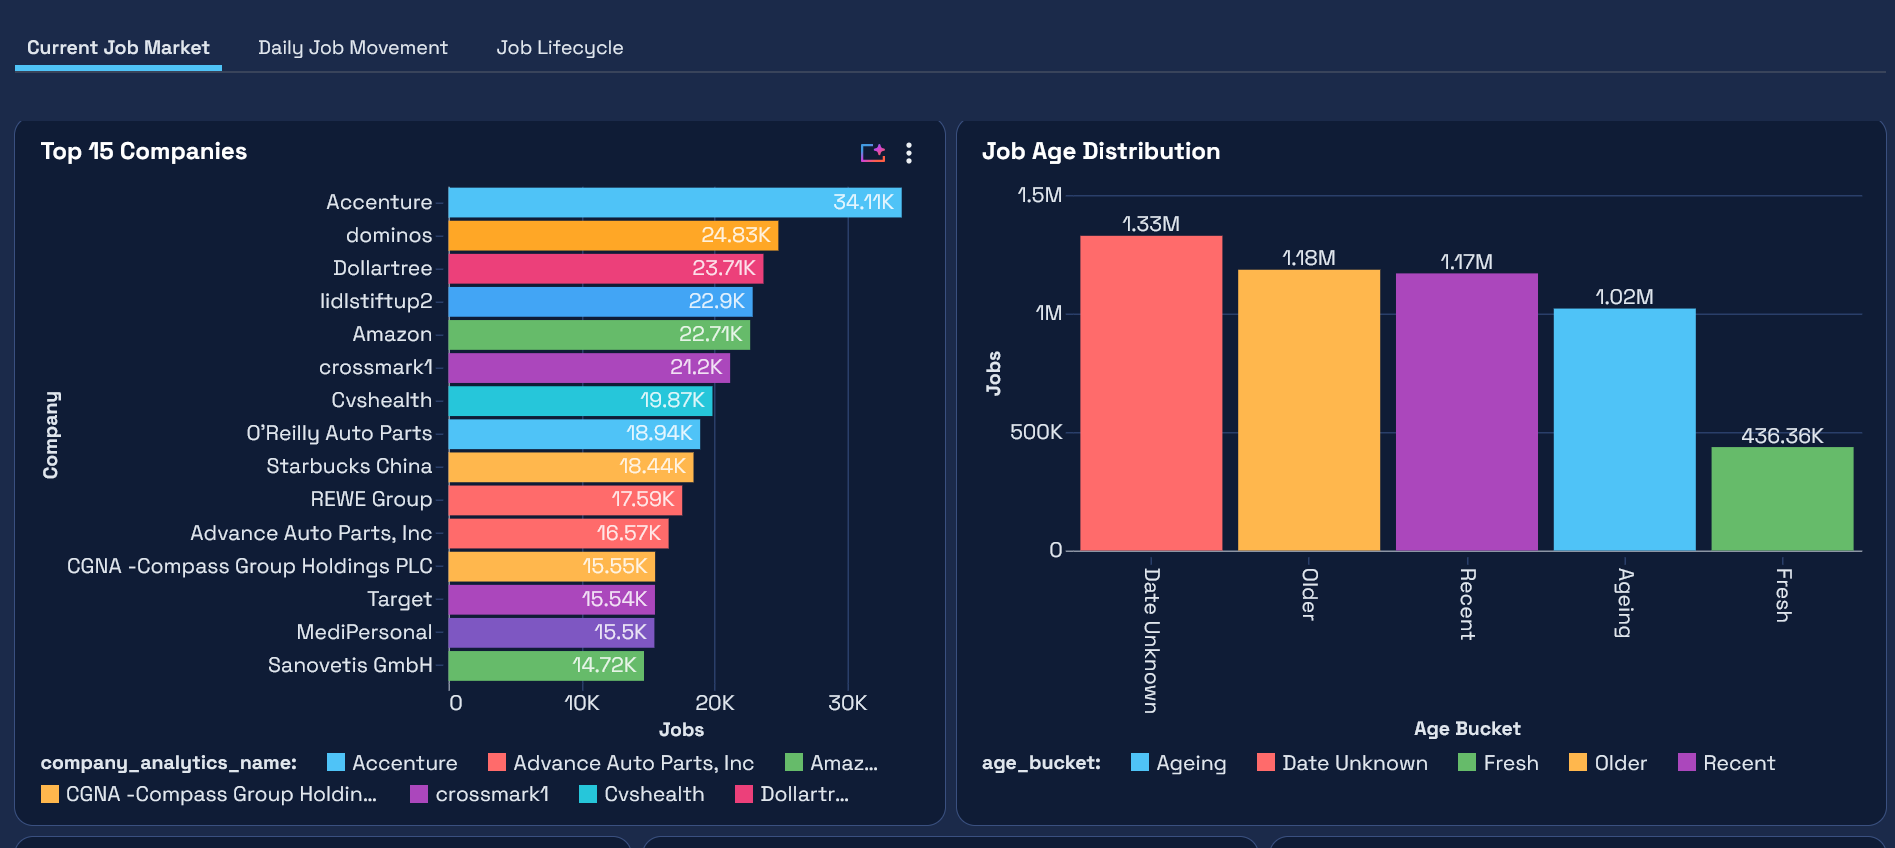 Current Job Market Daily Job Movement Job Lifecycle
Top 15 Companies
Company
Accenture 34.11K
dominos 24.83K
Dollartree 23.71K
lidlstiftup2 22.9K
Amazon 22.71K
crossmark1 21.2K
Cvshealth 19.87K
O'Reilly Auto Parts 18.94K
Starbucks China 18.44K
REWE Group 17.59K
Advance Auto Parts, Inc 16.57K
CGNA -Compass Group Holdings PLC 15.55K
Target 15.54K
MediPersonal 15.5K
Sanovetis GmbH 14.72K
0 10K 20K 30K
Jobs
company_analytics_name: Accenture Advance Auto Parts, Inc Amaz...
CGNA -Compass Group Holdin... crossmark1 Cvshealth Dollartr...
Job Age Distribution
Jobs
1.5M
1M
500K
0
1.33M
1.18M
1.17M
1.02M
436.36K
Date Unknown
Older
Recent
Ageing
Fresh
Age Bucket
age_bucket: Ageing Date Unknown Fresh Older Recent